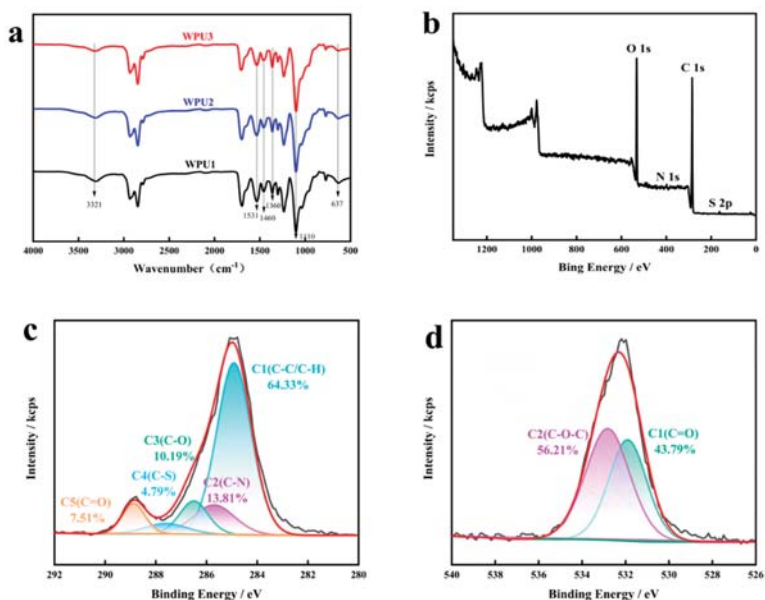 a
WPU3
WPU2
WPU1
3321
1531
1460
1360
1110
637
4000 3500 3000 2500 2000 1500 1000 500
Wavenumber (cm-1)
b
O 1s
C 1s
N 1s
S 2p
Intensity / kcps
1200 1000 800 600 400 200 0
Bing Energy / eV
c
C1(C-C/C-H)
64.33%
C3(C-O)
10.19%
C4(C-S)
4.79%
C2(C-N)
13.81%
C5(C=O)
7.51%
Intensity / kcps
292 290 288 286 284 282 280
Binding Energy / eV
d
C2(C-O-C)
56.21%
C1(C=O)
43.79%
Intensity / kcps
540 538 536 534 532 530 528 526
Binding Energy / eV